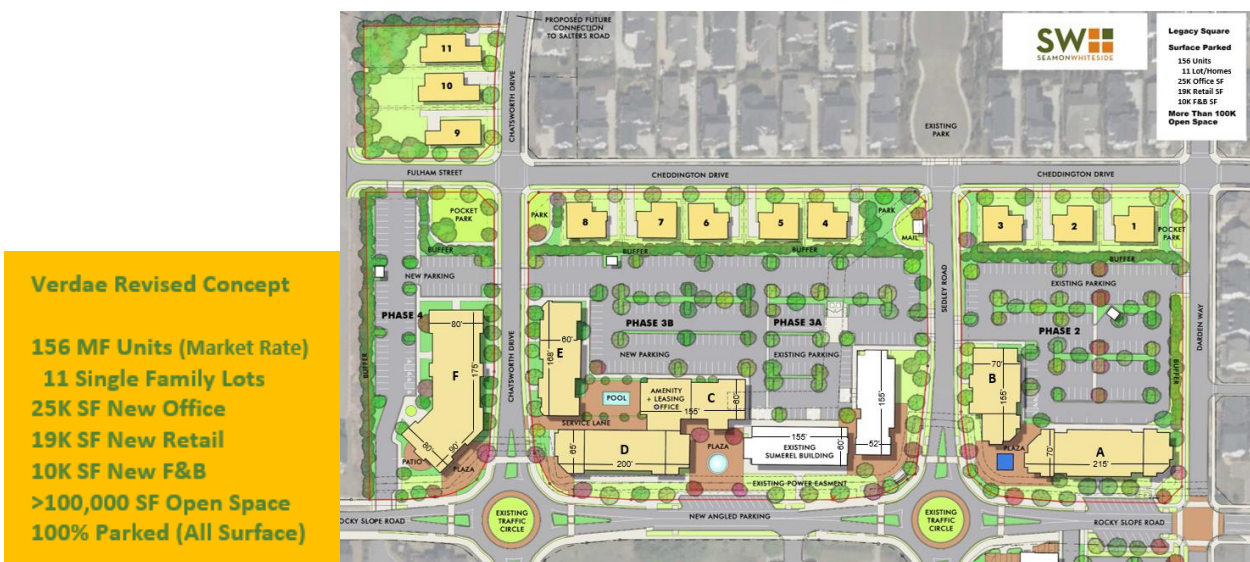 Verdae Revised Concept
156 MF Units (Market Rate)
11 Single Family Lots
25K SF New Office
19K SF New Retail
10K SF New F&B
>100,000 SF Open Space
100% Parked (All Surface)
PROPOSED FUTURE
CONNECTION
TO SALTERS ROAD
SW
SEAMONWHITESIDE
Legacy Square
Surface Parked
156 Units
11 Lot/Homes
25K Office SF
19K Retail SF
10K F&B SF
More Than 100K
Open Space
11
10
9
CHATSWORTH DRIVE
EXISTING
PARK
FULHAM STREET
CHEDDINGTON DRIVE
CHEDDINGTON DRIVE
POCKET
PARK
PARK
8
7
6
5
4
PARK
MAIL
3
2
1
POCKET
PARK
BUFFER
BUFFER
BUFFER
BUFFER
NEW PARKING
EXISTING PARKING
SEDLEY ROAD
DARDEN WAY
PHASE 4
PHASE 3B
PHASE 3A
PHASE 2
BUFFER
CHATSWORTH DRIVE
NEW PARKING
EXISTING PARKING
BUFFER
80'
175'
F
80'
90'
PATIO
PLAZA
60'
168'
E
POOL
AMENITY
+ LEASING
OFFICE
C
155'
60'
SERVICE LANE
65'
D
200'
PLAZA
155'
EXISTING
SUMEREL BUILDING
60'
155'
52'
70'
B
155'
PLAZA
70'
A
215'
EXISTING POWER EASMENT
ROCKY SLOPE ROAD
EXISTING
TRAFFIC
CIRCLE
NEW ANGLED PARKING
EXISTING
TRAFFIC
CIRCLE
ROCKY SLOPE ROAD